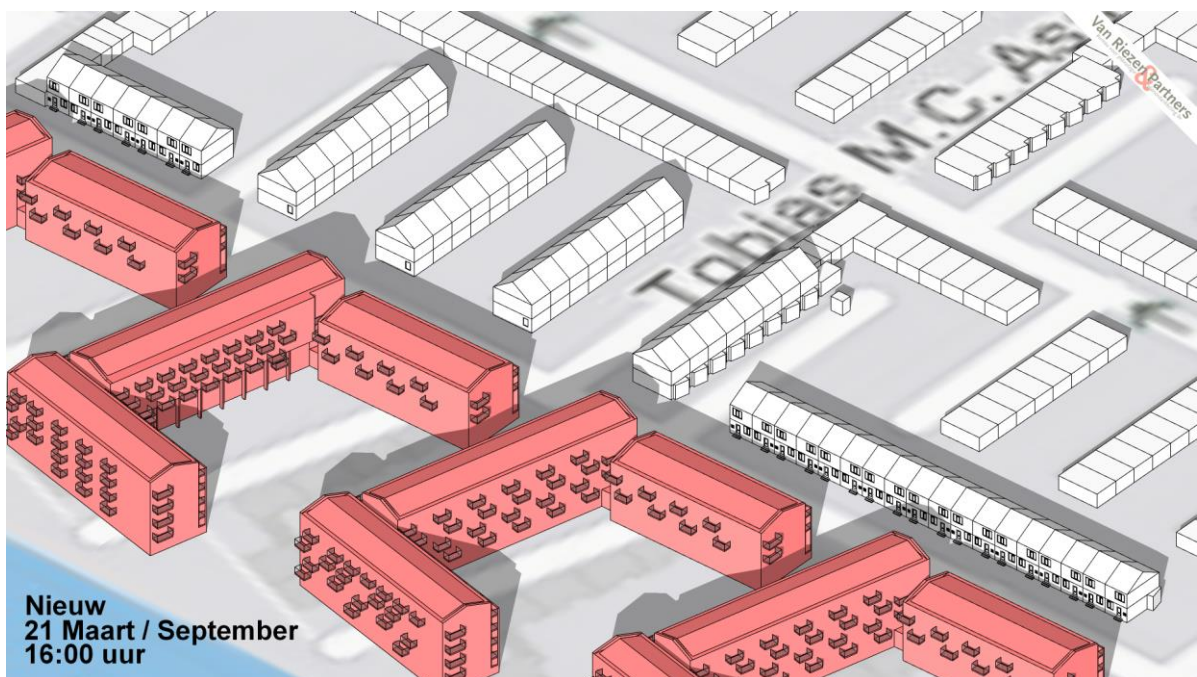 Tobias M.C. As
Van Riezen & Partners
Nieuw
21 Maart / September
16:00 uur